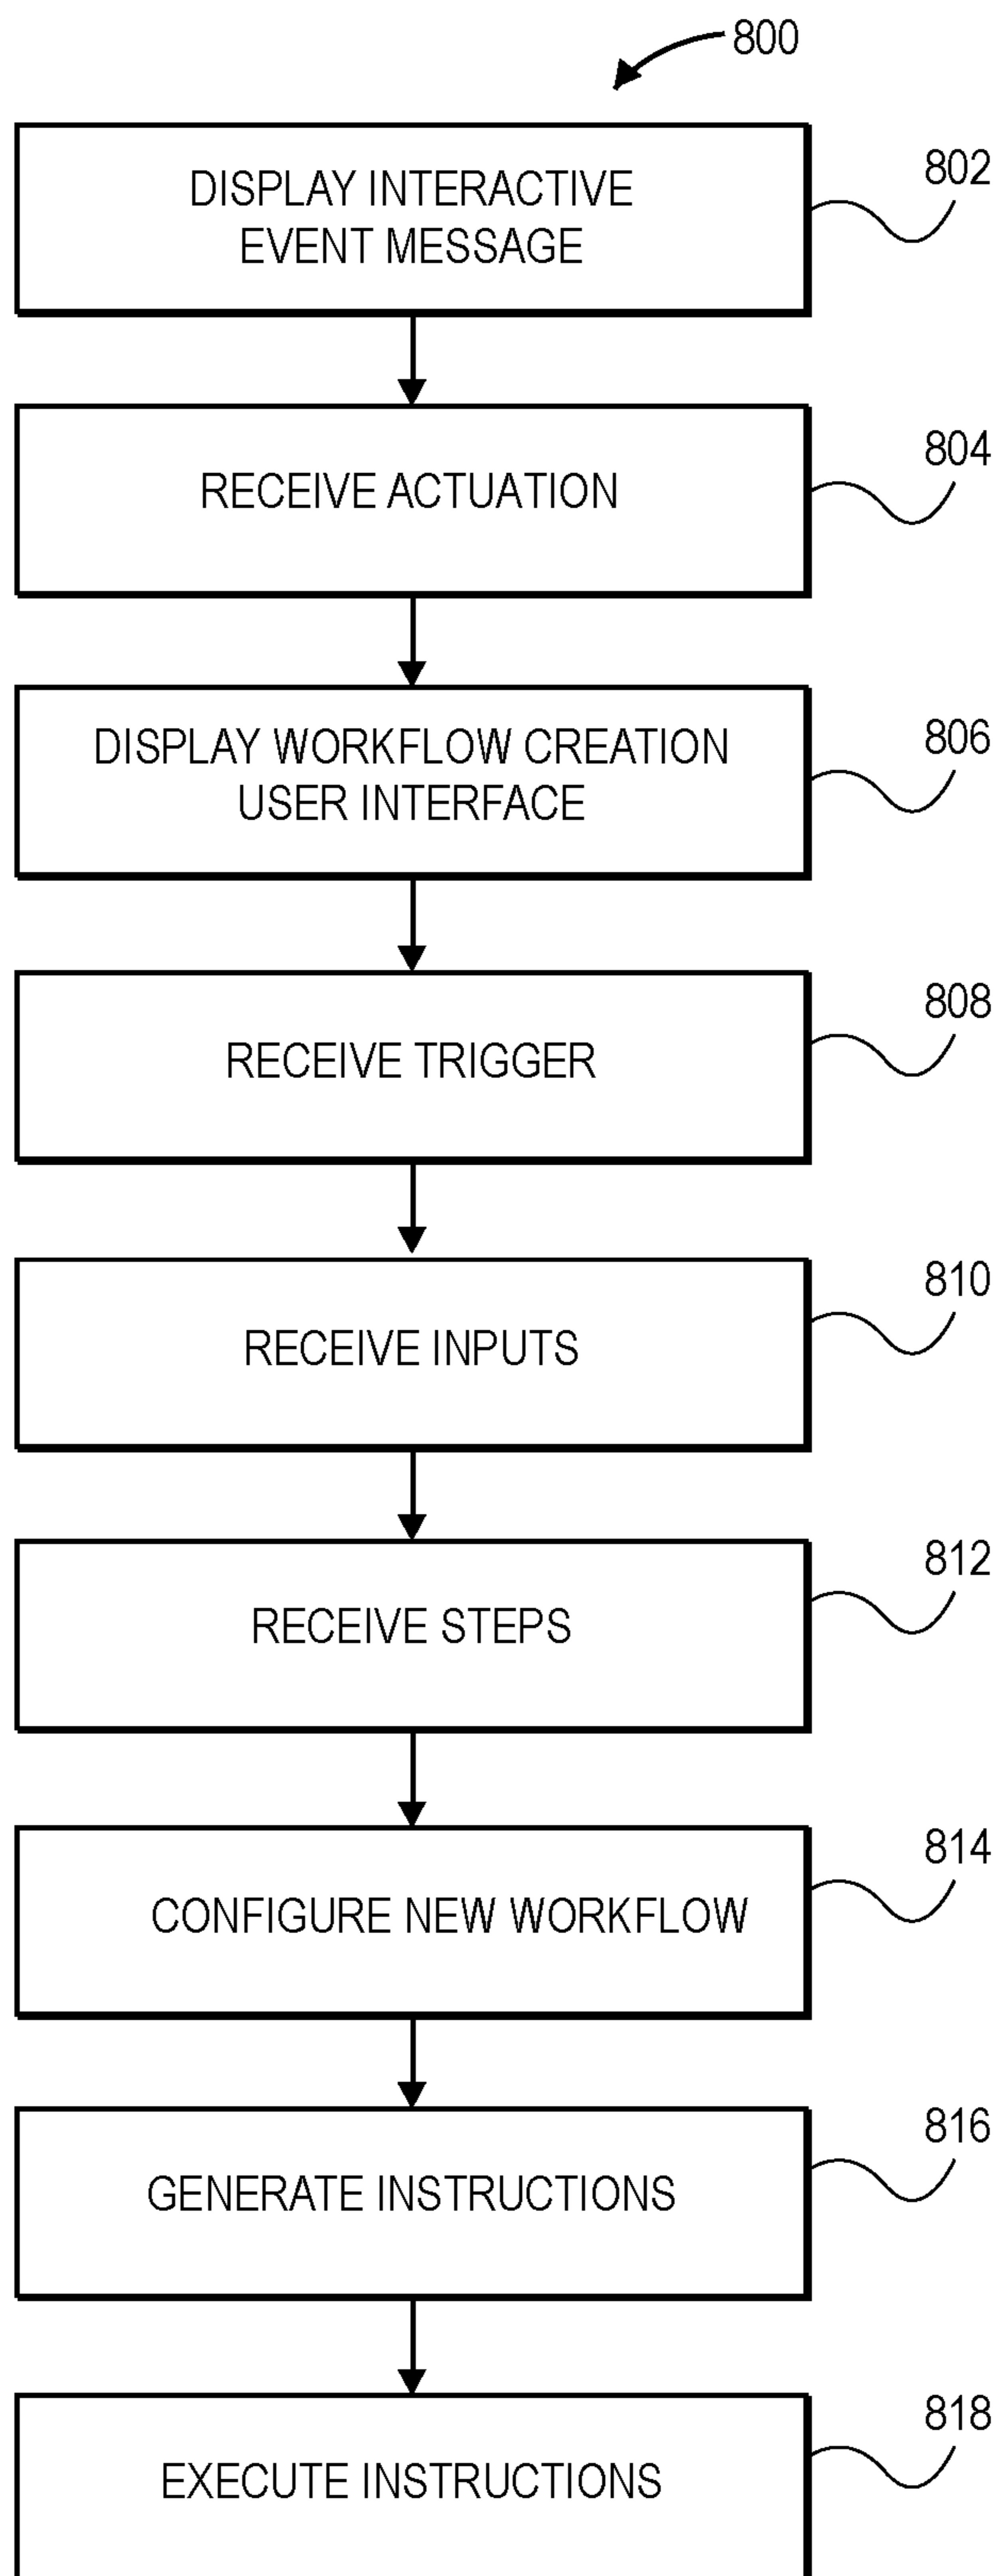 800
DISPLAY INTERACTIVE
EVENT MESSAGE
802
RECEIVE ACTUATION
804
DISPLAY WORKFLOW CREATION
USER INTERFACE
806
RECEIVE TRIGGER
808
RECEIVE INPUTS
810
RECEIVE STEPS
812
CONFIGURE NEW WORKFLOW
814
GENERATE INSTRUCTIONS
816
EXECUTE INSTRUCTIONS
818